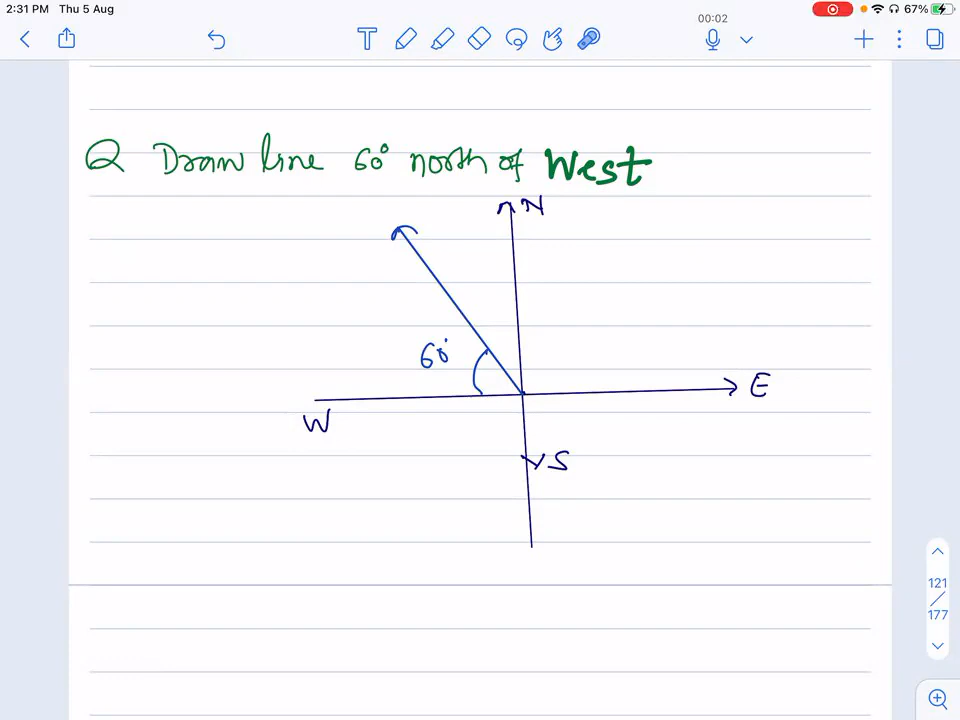 2:31 PM Thu 5 Aug
67%
00:02
T
Q Draw line 60° north of West
N
60°
E
W
S
121
/
177